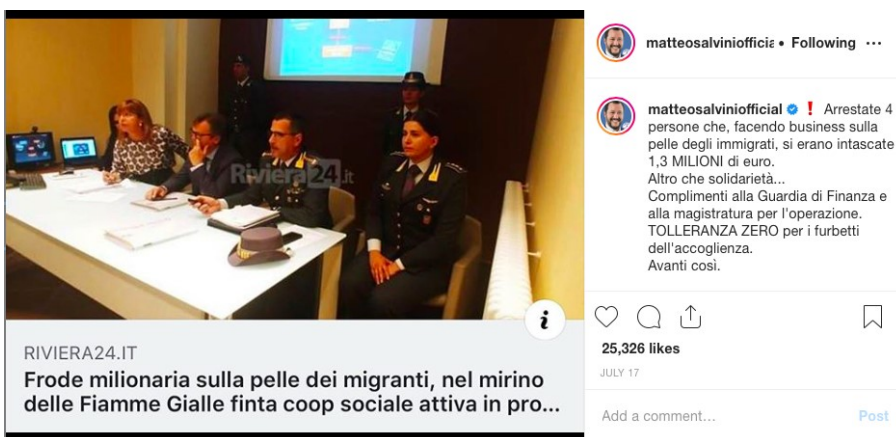 Riviera24.it
RIVIERA24.IT
Frode milionaria sulla pelle dei migranti, nel mirino
delle Fiamme Gialle finta coop sociale attiva in pro...
matteosalviniofficia • Following
matteosalviniofficial ❗ Arrestate 4
persone che, facendo business sulla
pelle degli immigrati, si erano intascate
1,3 MILIONI di euro.
Altro che solidarietà...
Complimenti alla Guardia di Finanza e
alla magistratura per l'operazione.
TOLLERANZA ZERO per i furbetti
dell'accoglienza.
Avanti così.
25,326 likes
JULY 17
Add a comment... Post